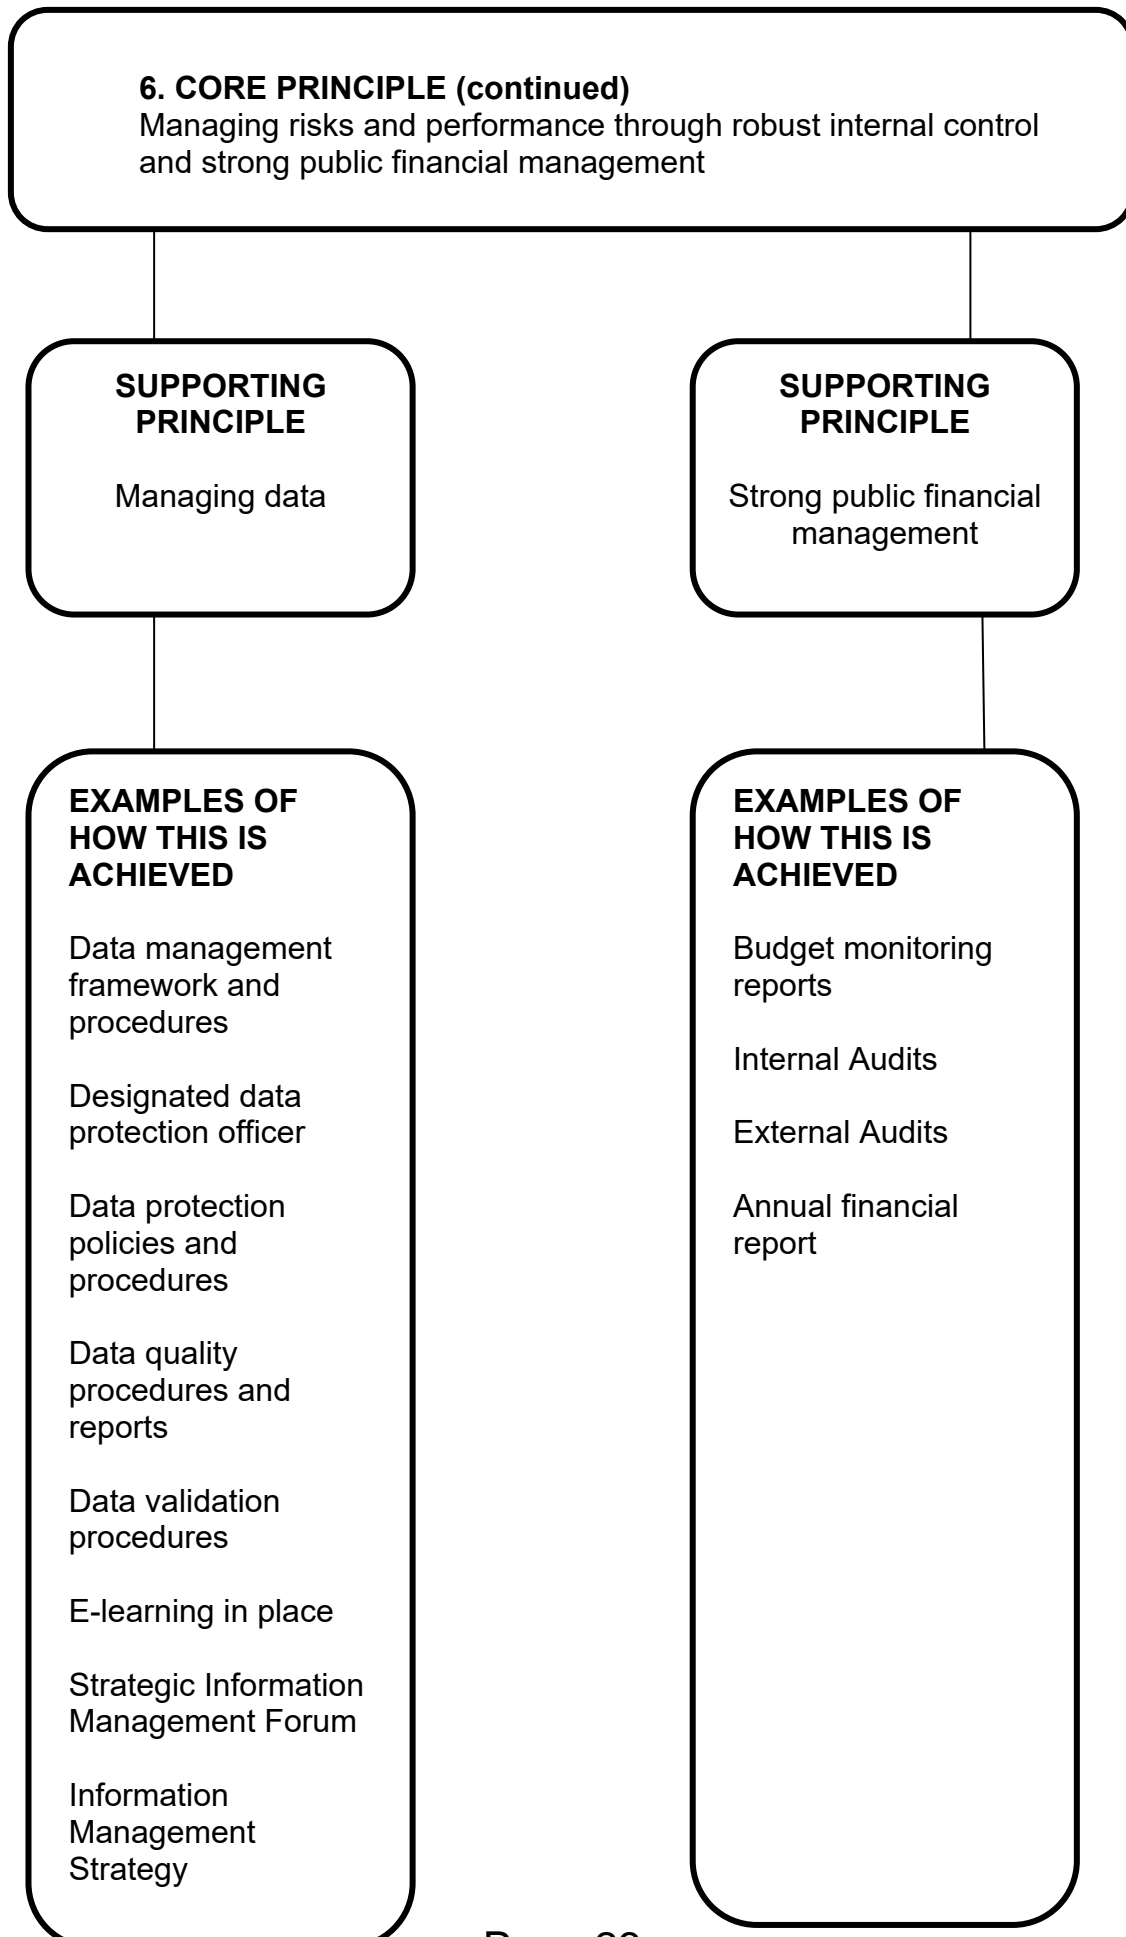 6. CORE PRINCIPLE (continued)
Managing risks and performance through robust internal control
and strong public financial management
SUPPORTING
PRINCIPLE
Managing data
SUPPORTING
PRINCIPLE
Strong public financial
management
EXAMPLES OF
HOW THIS IS
ACHIEVED
Data management
framework and
procedures
Designated data
protection officer
Data protection
policies and
procedures
Data quality
procedures and
reports
Data validation
procedures
E-learning in place
Strategic Information
Management Forum
Information
Management
Strategy
EXAMPLES OF
HOW THIS IS
ACHIEVED
Budget monitoring
reports
Internal Audits
External Audits
Annual financial
report